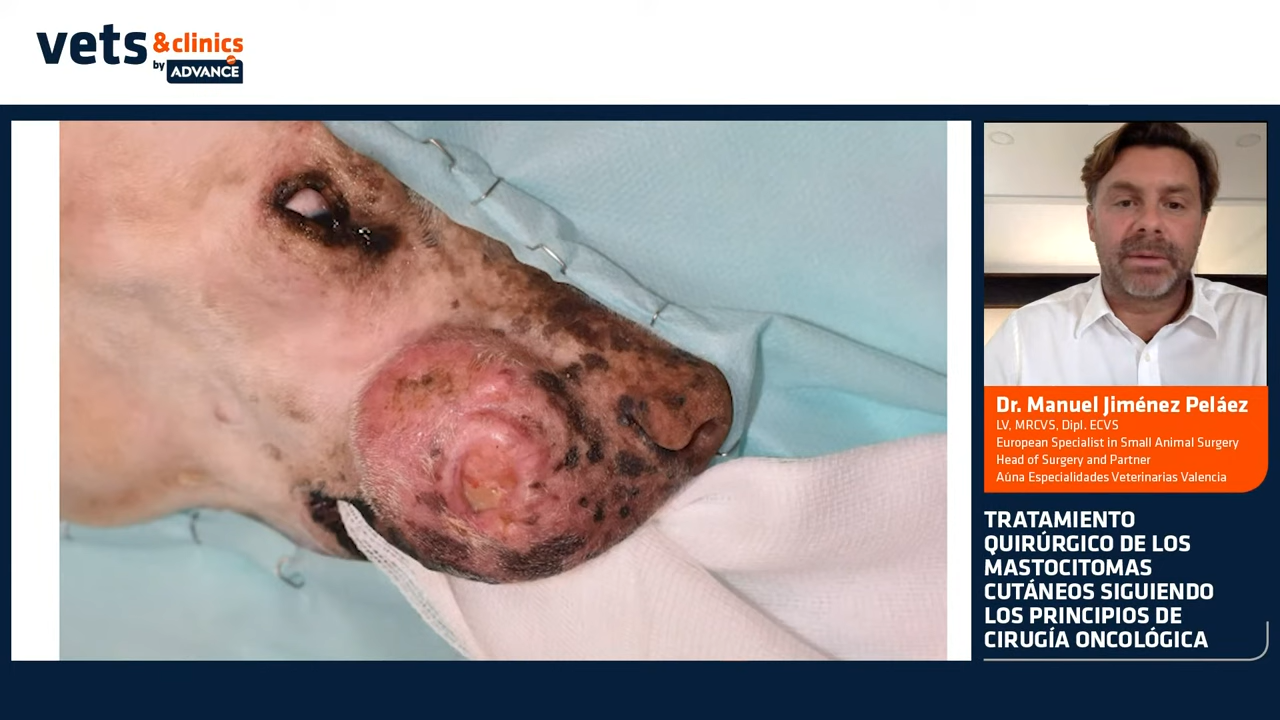 vets &clinics
by ADVANCE
Dr. Manuel Jiménez Peláez
LV, MRCVS, Dipl. ECVS
European Specialist in Small Animal Surgery
Head of Surgery and Partner
Aúna Especialidades Veterinarias Valencia
TRATAMIENTO
QUIRÚRGICO DE LOS
MASTOCITOMAS
CUTÁNEOS SIGUIENDO
LOS PRINCIPIOS DE
CIRUGÍA ONCOLÓGICA